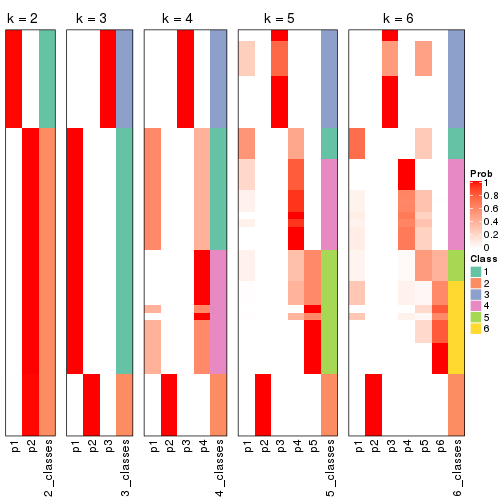 k = 2
k = 3
k = 4
k = 5
k = 6
Prob
1
0.8
0.6
0.4
0.2
0
Class
1
2
3
4
5
6
p1
p2
2_classes
p1
p2
p3
3_classes
p1
p2
p3
p4
4_classes
p1
p2
p3
p4
p5
5_classes
p1
p2
p3
p4
p5
p6
6_classes